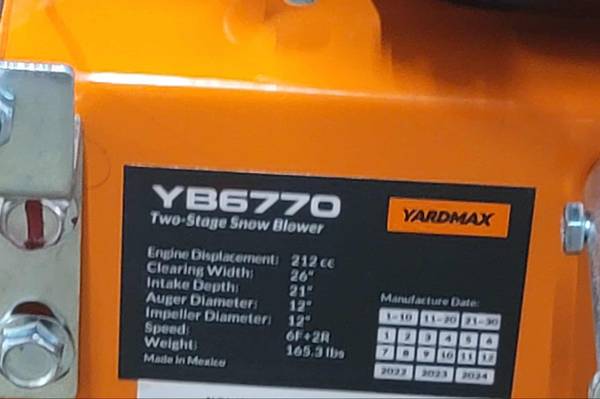 YB6770
Two-Stage Snow Blower
YARDMAX
Engine Displacement: 212 cc
Clearing Width: 26"
Intake Depth: 21"
Auger Diameter: 12"
Impeller Diameter: 12"
Speed: 6F+2R
Weight: 165.3 lbs
Made in Mexico
Manufacture Date:
1-10 11-20 21-30
1 2 3 4 5 6
7 8 9 10 11 12
2022 2023 2024